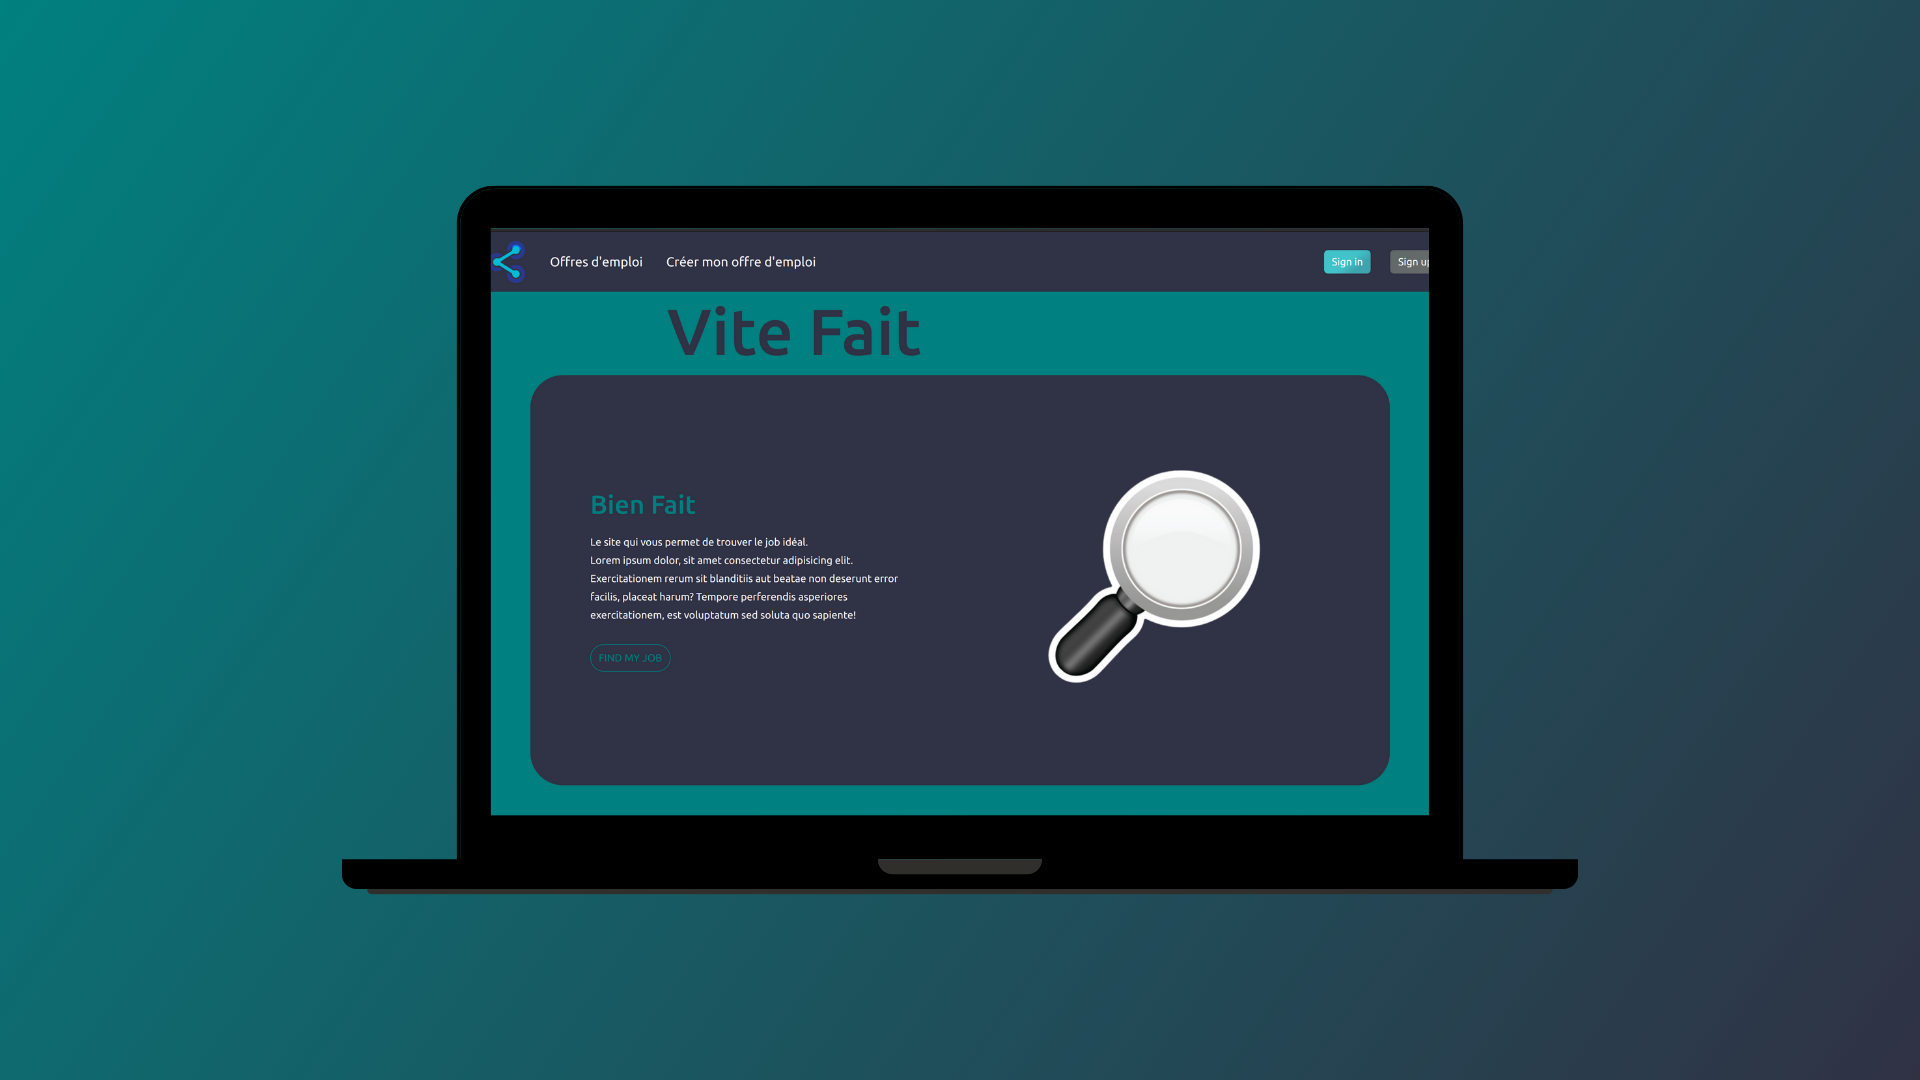 Offres d'emploi
Créer mon offre d'emploi
Sign in
Sign
Vite Fait
Bien Fait
Le site qui vous permet de trouver le job idéal.
Lorem ipsum dolor, sit amet consectetur adipisicing elit.
Exercitationem rerum sit blanditiis aut beatae non deserunt error
facilis, placeat harum? Tempore perferendis asperiores
exercitationem, est voluptatum sed soluta quo sapiente!
FIND MY JOB